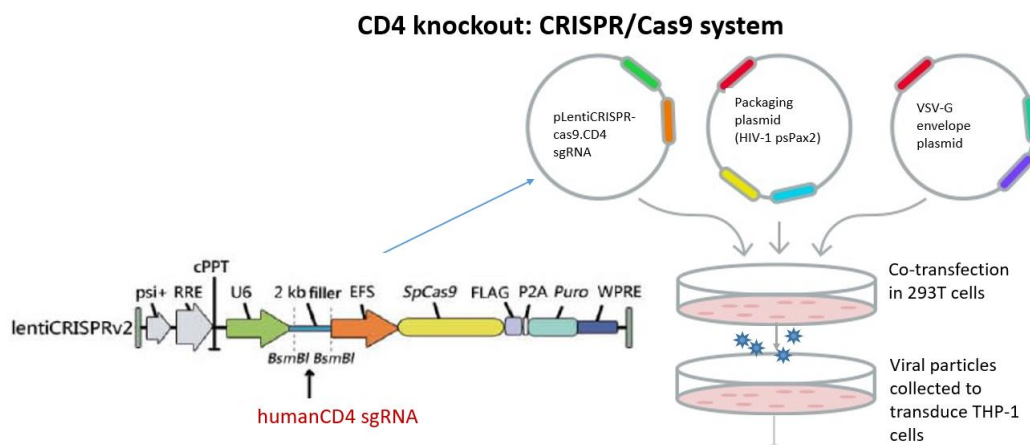 CD4 knockout: CRISPR/Cas9 system
pLentiCRISPR-
cas9.CD4
sgRNA
Packaging
plasmid
(HIV-1 psPax2)
VSV-G
envelope
plasmid
cPPT
psi+ RRE U6 2 kb filler EFS SpCas9 FLAG P2A Puro WPRE
lentiCRISPRv2
BsmBI BsmBI
humanCD4 sgRNA
Co-transfection
in 293T cells
Viral particles
collected to
transduce THP-1
cells